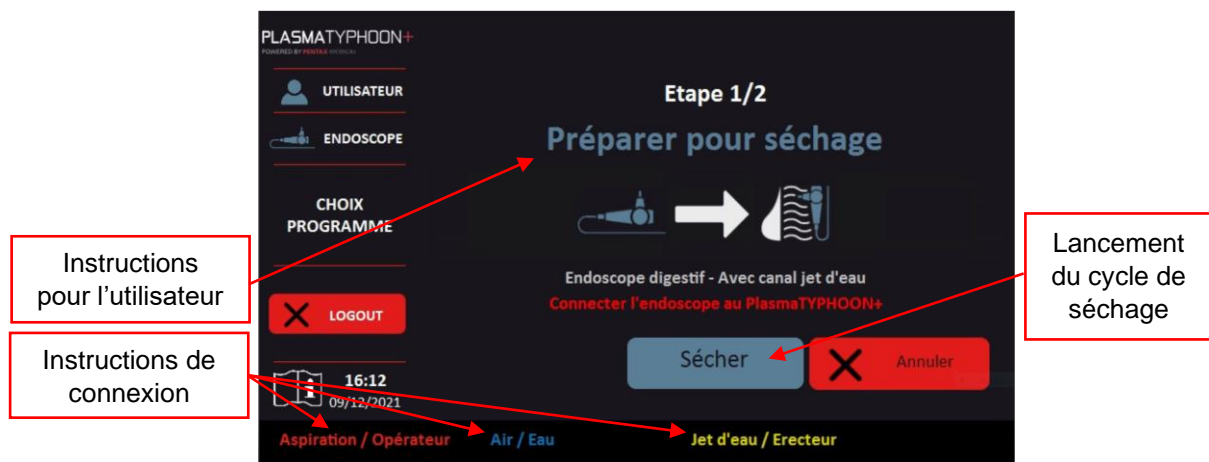 PLASMATYPHOON+
POWERED BY PENTAX MEDICAL
UTILISATEUR
ENDOSCOPE
CHOIX
PROGRAMME
LOGOUT
16:12
09/12/2021
Etape 1/2
Préparer pour séchage
Endoscope digestif - Avec canal jet d'eau
Connecter l'endoscope au PlasmaTYPHOON+
Sécher
Annuler
Aspiration / Opérateur
Air / Eau
Jet d'eau / Erecteur
Instructions
pour l'utilisateur
Instructions de
connexion
Lancement
du cycle de
séchage